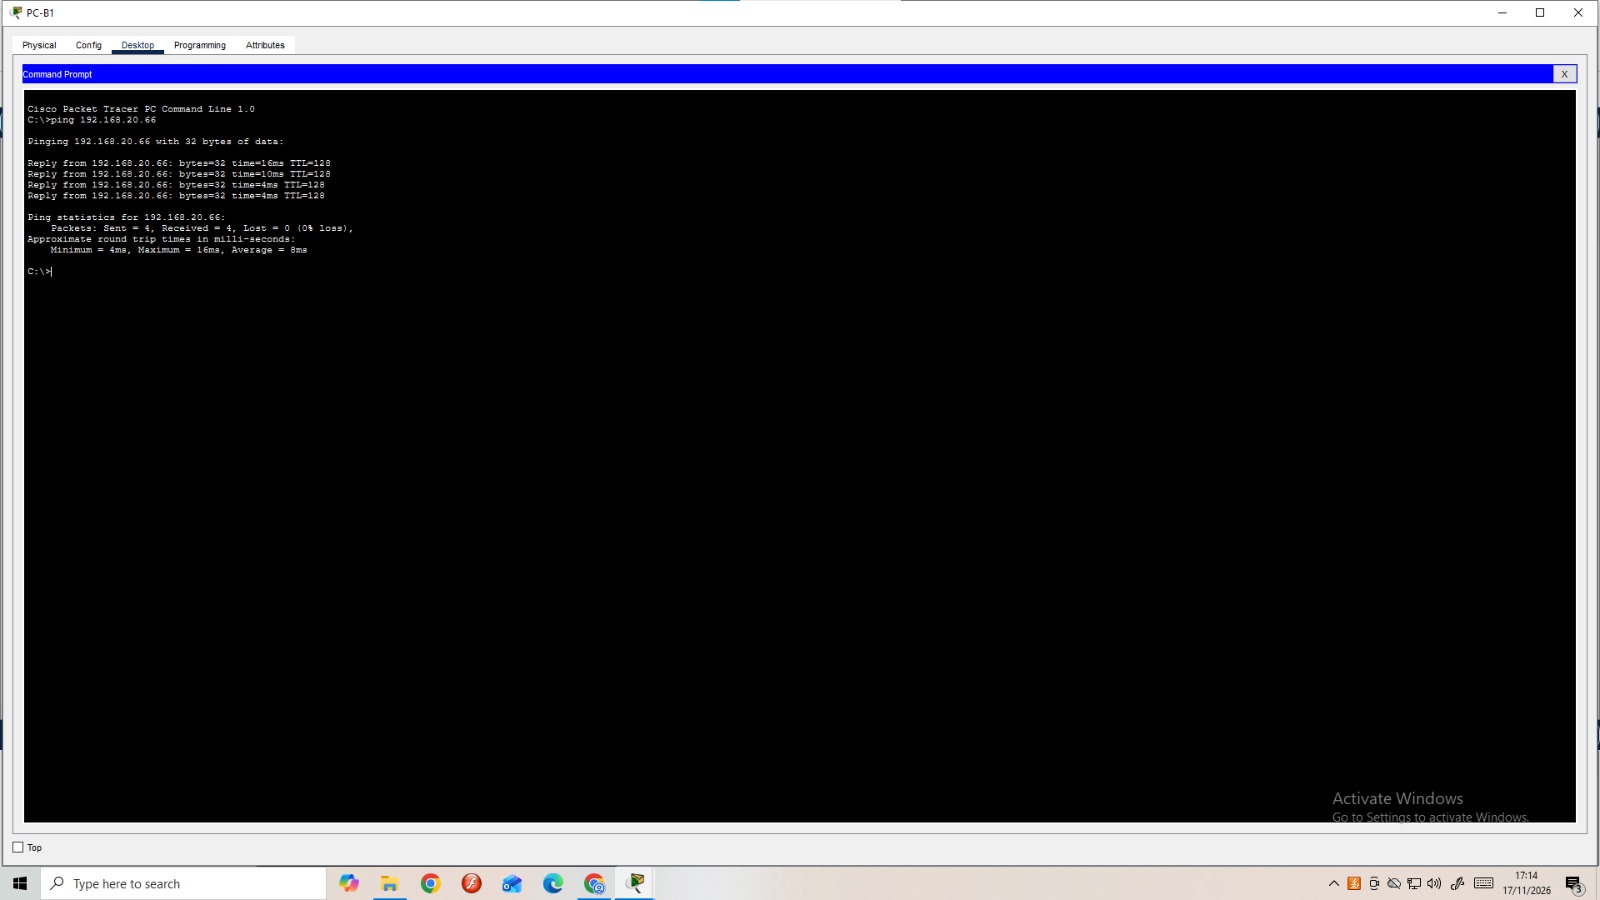 PC-B1
Physical Config Desktop Programming Attributes
Command Prompt
X
Cisco Packet Tracer PC Command Line 1.0
C:\>ping 192.168.20.66
Pinging 192.168.20.66 with 32 bytes of data:
Reply from 192.168.20.66: bytes=32 time=16ms TTL=128
Reply from 192.168.20.66: bytes=32 time=10ms TTL=128
Reply from 192.168.20.66: bytes=32 time=4ms TTL=128
Reply from 192.168.20.66: bytes=32 time=4ms TTL=128
Ping statistics for 192.168.20.66:
Packets: Sent = 4, Received = 4, Lost = 0 (0% loss),
Approximate round trip times in milli-seconds:
Minimum = 4ms, Maximum = 16ms, Average = 8ms
C:\>
Activate Windows
Go to Settings to activate Windows.
Top
Type here to search
17:14
17/11/2026
3